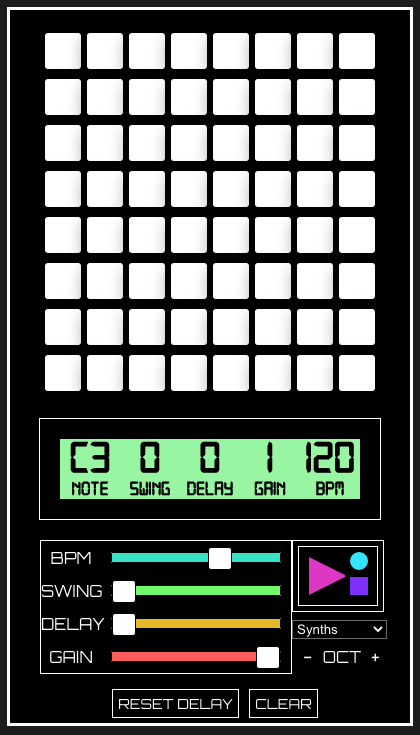 C3 0 0 1 120
NOTE SWING DELAY GAIN BPM
BPM
SWING
DELAY
Synths
GAIN
- OCT +
RESET DELAY CLEAR